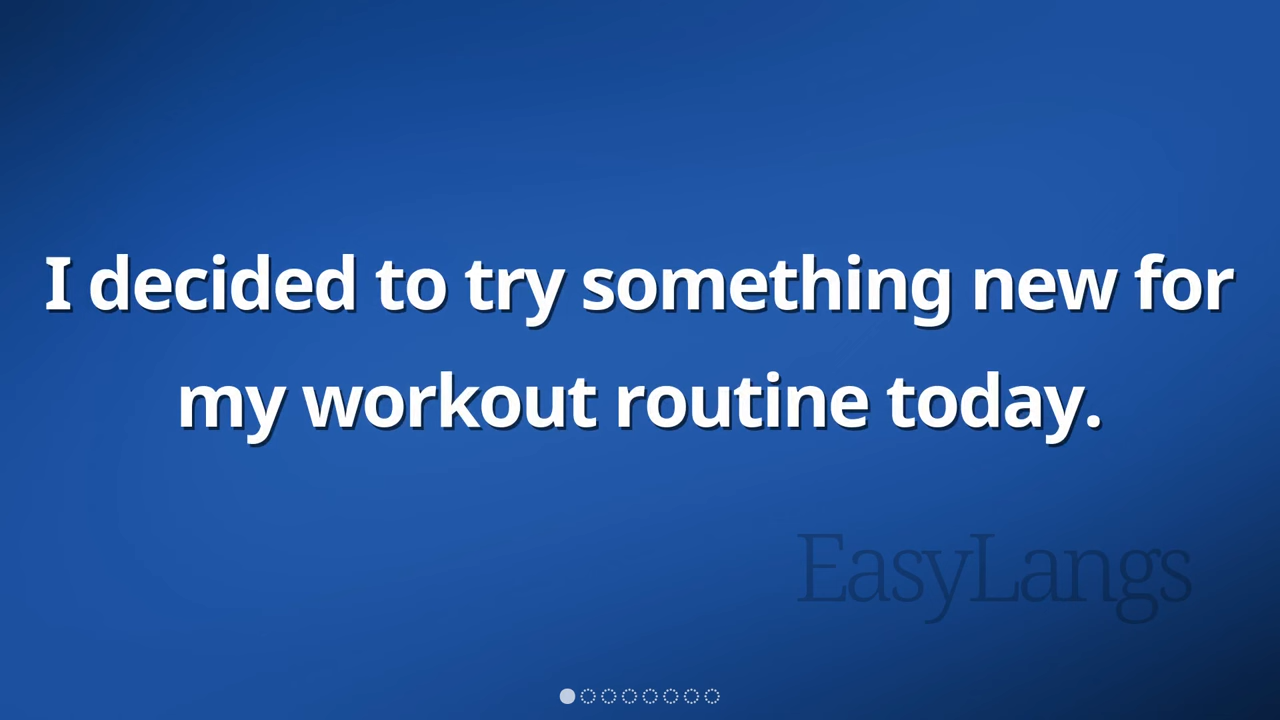 I decided to try something new for
my workout routine today.
EasyLangs